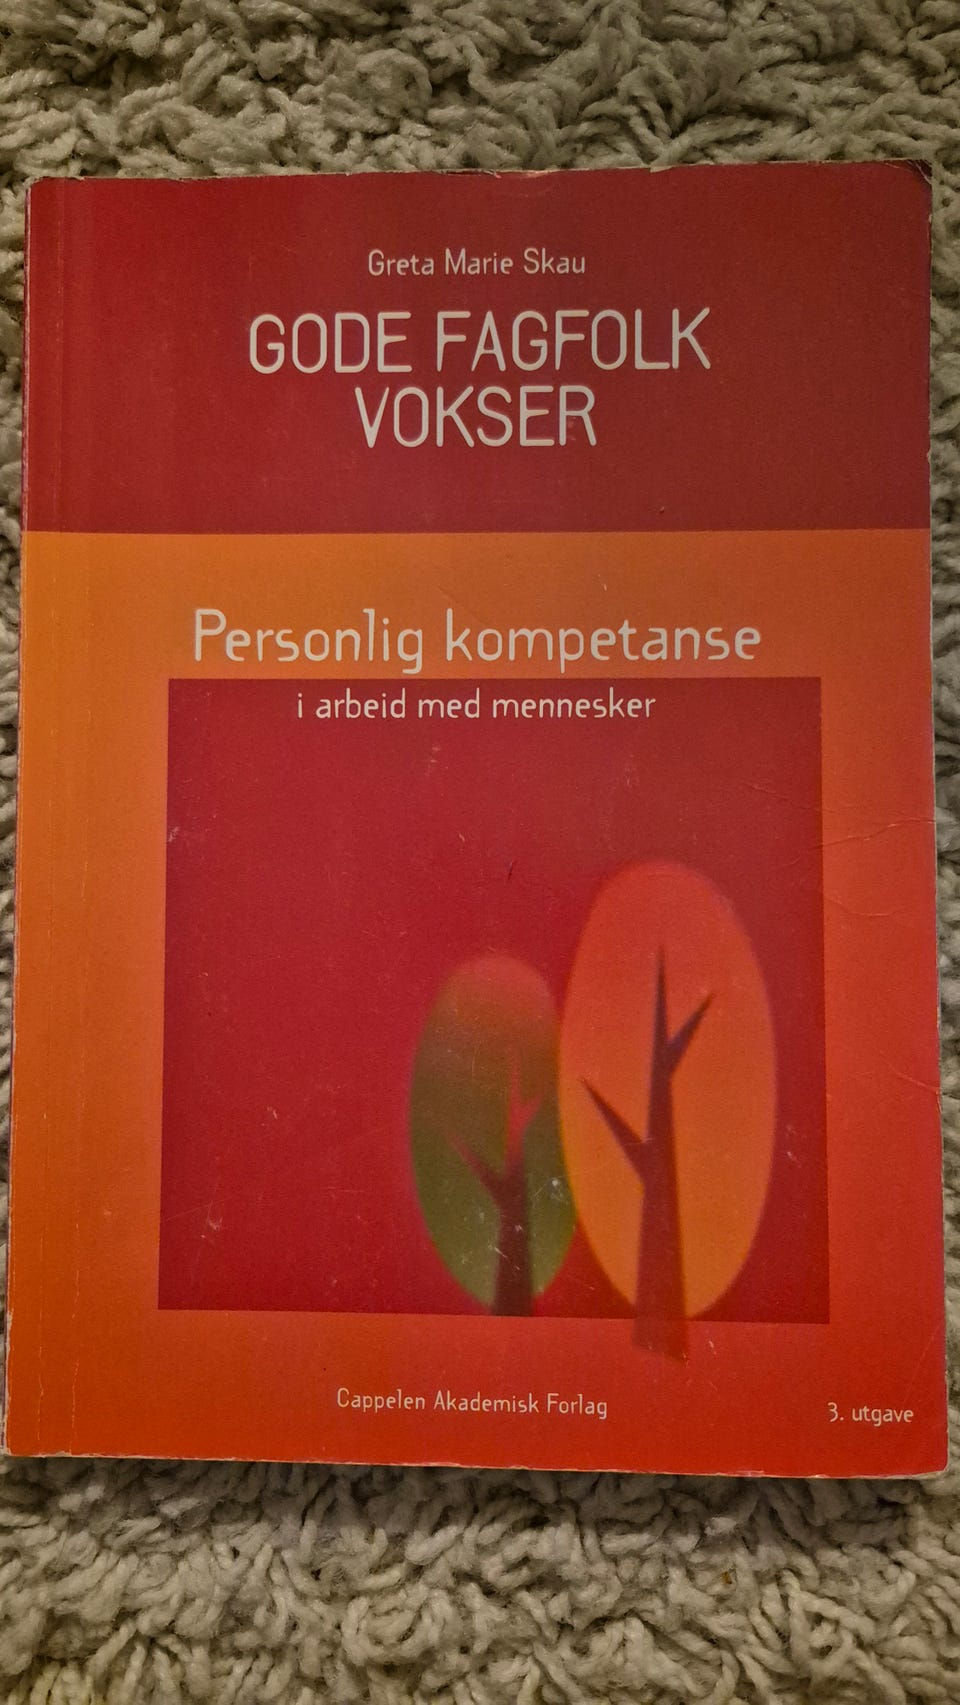 Greta Marie Skau
GODE FAGFOLK
VOKSER
Personlig kompetanse
i arbeid med mennesker
Cappelen Akademisk Forlag
3. utgave